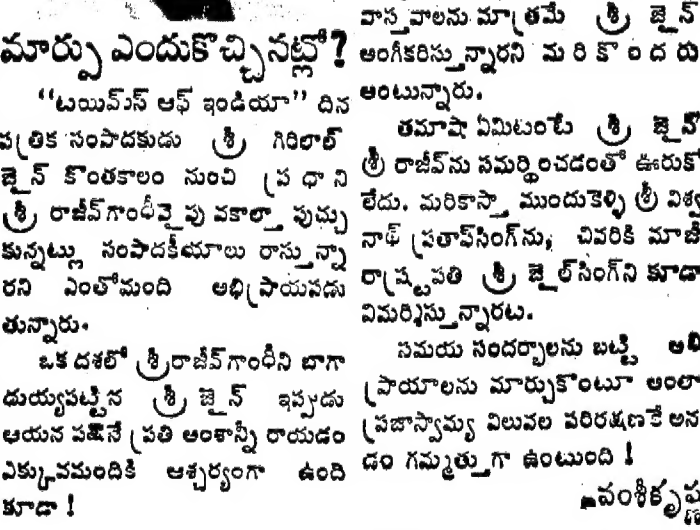 మార్పు ఎందుకొచ్చినట్లో?
“టయిమ్స్ ఆఫ్ ఇండియా” దిన
పత్రిక సంపాదకుడు శ్రీ గిరిలాల్
జైన్ కొంతకాలం నుంచి ప్రధాని
శ్రీ రాజీవ్‌గాంధీవైపు వకాల్తా పుచ్చు
కున్నట్లు సంపాదకీయాలు రాస్తున్నా
రని ఎంతోమంది అభిప్రాయపడు
తున్నారు.
ఒక దశలో శ్రీరాజీవ్‌గాంధీని బాగా
దుయ్యపట్టిన శ్రీ జైన్ ఇప్పుడు
ఆయన పఠనే ప్రతి అంశాన్నీ రాయడం
ఎక్కువమందికి ఆశ్చర్యంగా ఉంది
కూడా!
వాస్తవాలను మాత్రమే శ్రీ జైన్
అంగీకరిస్తున్నారని మరికొందరు
అంటున్నారు.
తమాషా ఏమిటంటే శ్రీ జైన్
శ్రీ రాజీవ్‌ను సమర్థించడంతో ఊరుకో
లేదు. మరికాస్తా ముందుకెళ్ళి శ్రీ విశ్వ
నాథ్ ప్రతాప్‌సింగ్‌ను, చివరికి మాజీ
రాష్ట్రపతి శ్రీ జైల్‌సింగ్‌ని కూడా
విమర్శిస్తున్నారట.
సమయ సందర్భాలను బట్టి అభి
ప్రాయాలను మార్చుకొంటూ అంలా
ప్రజాస్వామ్య విలువల పరిరక్షణకే అన
డం గమ్మత్తుగా ఉంటుంది!
-వంశీకృష్ణ